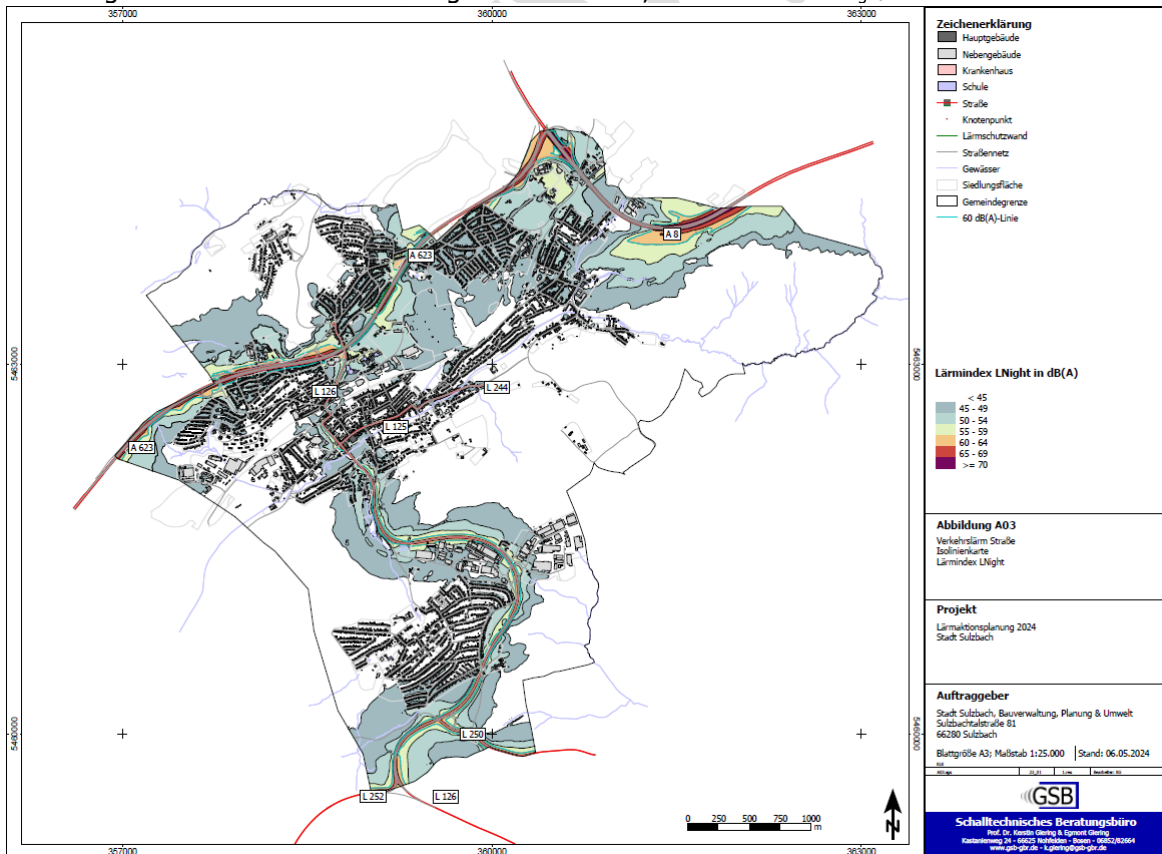 357000
360000
363000
5463000
5463000
5460000
5460000
A 8
A 623
L 126
L 244
L 125
A 623
L 250
L 252
L 126
0 250 500 750 1000
m
N
357000
360000
363000
Zeichenerklärung
Hauptgebäude
Nebengebäude
Krankenhaus
Schule
Straße
Knotenpunkt
Lärmschutzwand
Straßennetz
Gewässer
Siedlungsfläche
Gemeindegrenze
60 dB(A)-Linie
Lärmindex LNight in dB(A)
< 45
45 - 49
50 - 54
55 - 59
60 - 64
65 - 69
>= 70
Abbildung A03
Verkehrslärm Straße
Isolinienkarte
Lärmindex LNight
Projekt
Lärmaktionsplanung 2024
Stadt Sulzbach
Auftraggeber
Stadt Sulzbach, Bauverwaltung, Planung & Umwelt
Sulzbachtalstraße 81
66280 Sulzbach
Blattgröße A3; Maßstab 1:25.000 Stand: 06.05.2024
GSB
Schalltechnisches Beratungsbüro
Prof. Dr. Kerstin Giering & Egmont Giering
Kastanienweg 24 - 66625 Nohfelden - Bosen - 06852/82664
www.gsb-gbr.de - k.giering@gsb-gbr.de